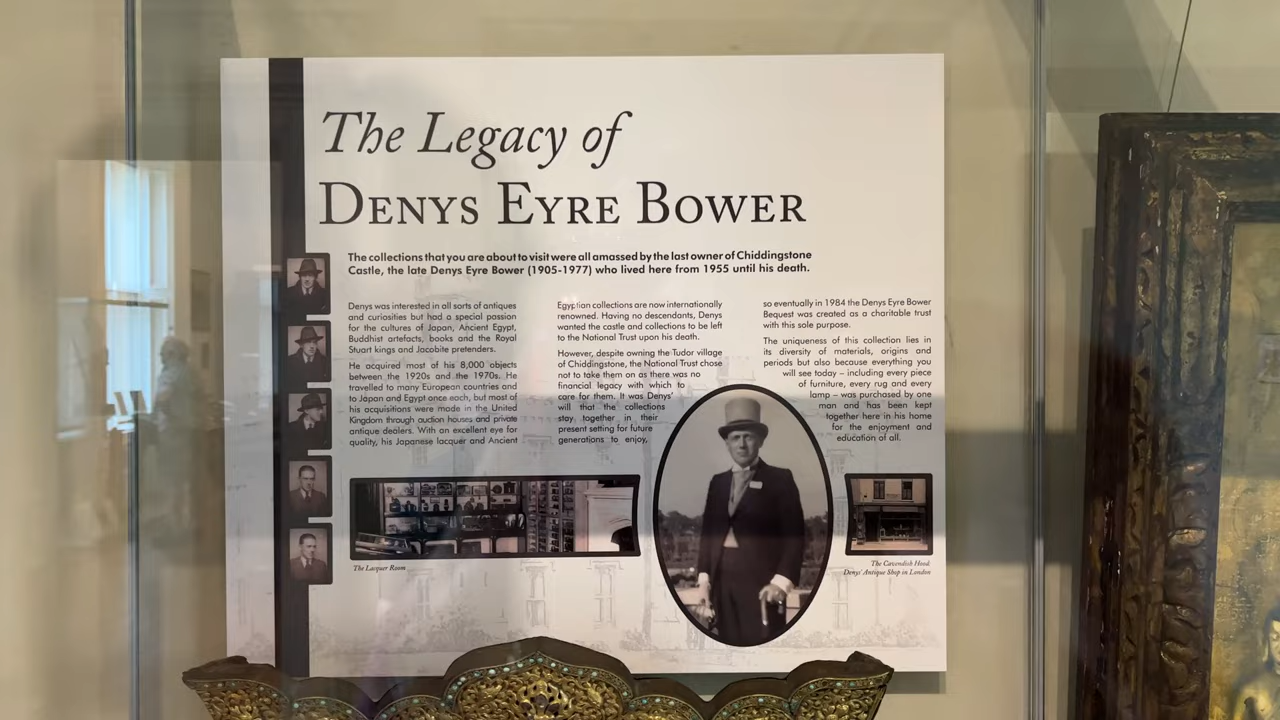 The Legacy of
DENYS EYRE BOWER
The collections that you are about to visit were all amassed by the last owner of Chiddingstone
Castle, the late Denys Eyre Bower (1905-1977) who lived here from 1955 until his death.
Denys was interested in all sorts of antiques
and curiosities but had a special passion
for the cultures of Japan, Ancient Egypt,
Buddhist artefacts, books and the Royal
Stuart kings and Jacobite pretenders.
He acquired most of his 8,000 objects
between the 1920s and the 1970s. He
travelled to many European countries and
to Japan and Egypt once each, but most of
his acquisitions were made in the United
Kingdom through auction houses and private
antique dealers. With an excellent eye for
quality, his Japanese lacquer and Ancient
Egyptian collections are now internationally
renowned. Having no descendants, Denys
wanted the castle and collections to be left
to the National Trust upon his death.
However, despite owning the Tudor village
of Chiddingstone, the National Trust chose
not to take them on as there was no
financial legacy with which to
care for them. It was Denys'
will that the collections
stay together in their
present setting for future
generations to enjoy,
so eventually in 1984 the Denys Eyre Bower
Bequest was created as a charitable trust
with this sole purpose.
The uniqueness of this collection lies in
its diversity of materials, origins and
periods but also because everything you
will see today – including every piece
of furniture, every rug and every
lamp – was purchased by one
man and has been kept
together here in his home
for the enjoyment and
education of all.
The Lacquer Room
The Cavendish Hood,
Denys' Antique Shop in London